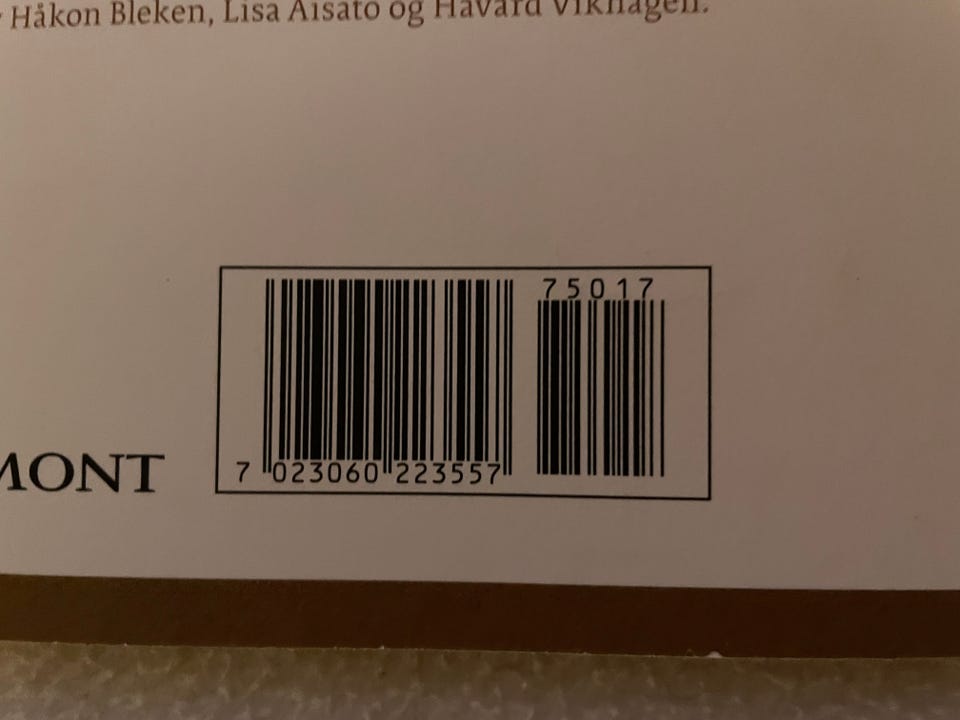 Håkon Bleken, Lisa Aisato og Håvard Vikhagen.
75017
MONT
7 023060 223557